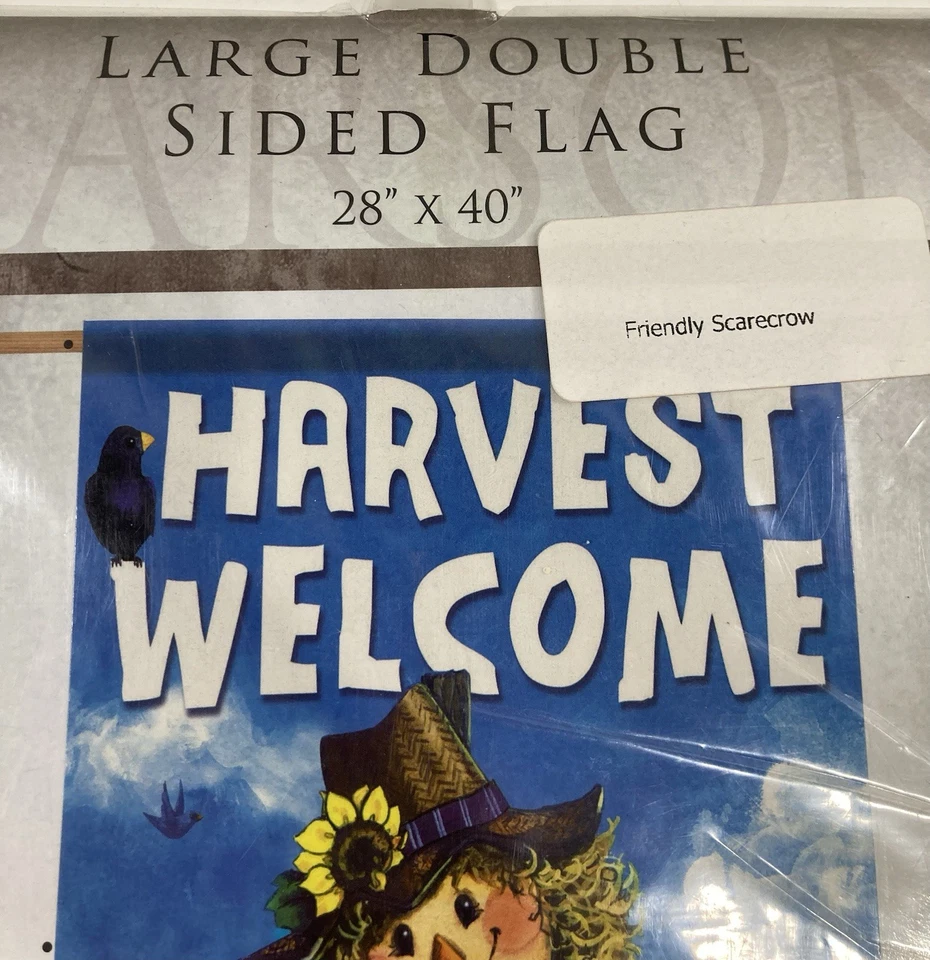 LARGE DOUBLE
SIDED FLAG
28" X 40"
Friendly Scarecrow
HARVEST
WELCOME